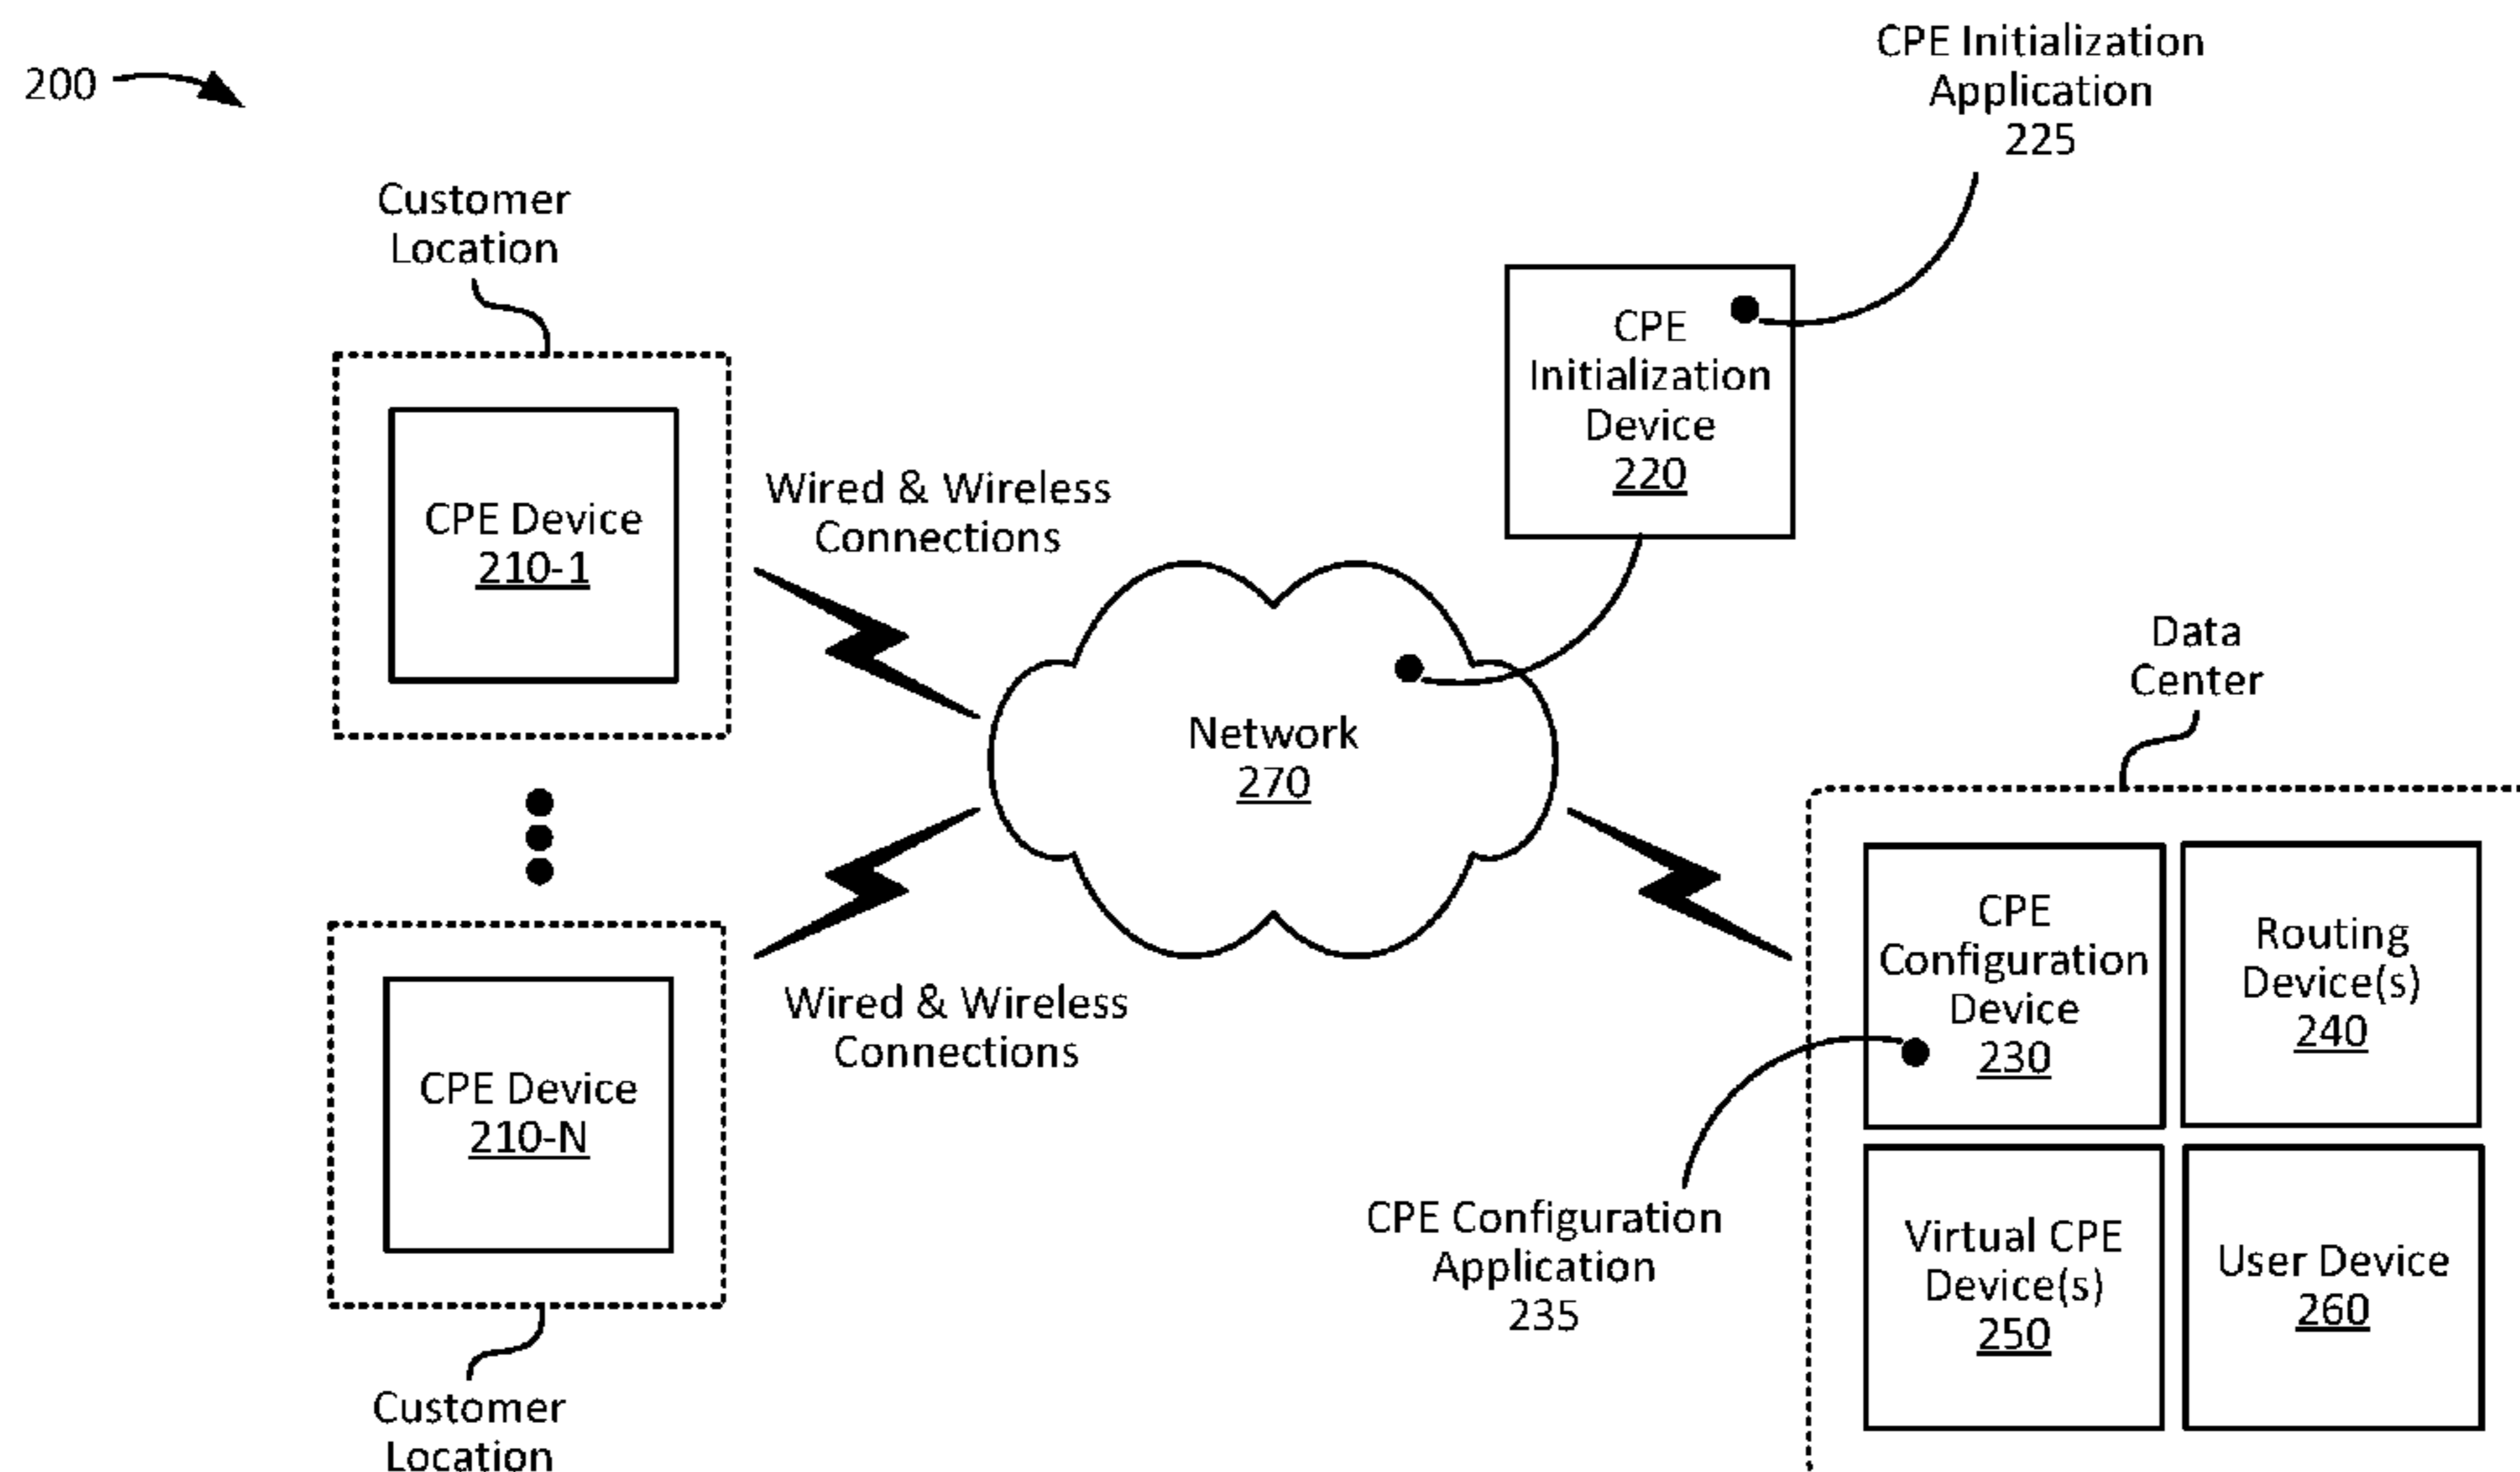 200
CPE Initialization
Application
225
Customer
Location
CPE
Initialization
Device
220
CPE Device
210-1
Wired & Wireless
Connections
Network
270
Data
Center
CPE
Configuration
Device
230
Routing
Device(s)
240
Wired & Wireless
Connections
CPE Device
210-N
CPE Configuration
Application
235
Virtual CPE
Device(s)
250
User Device
260
Customer
Location